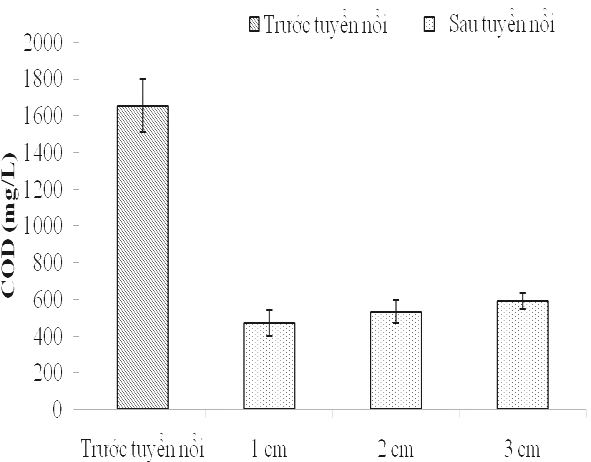 Trước tuyển nổi
Sau tuyển nổi
COD (mg/L)
2000
1800
1600
1400
1200
1000
800
600
400
200
0
Trước tuyển nổi
1 cm
2 cm
3 cm